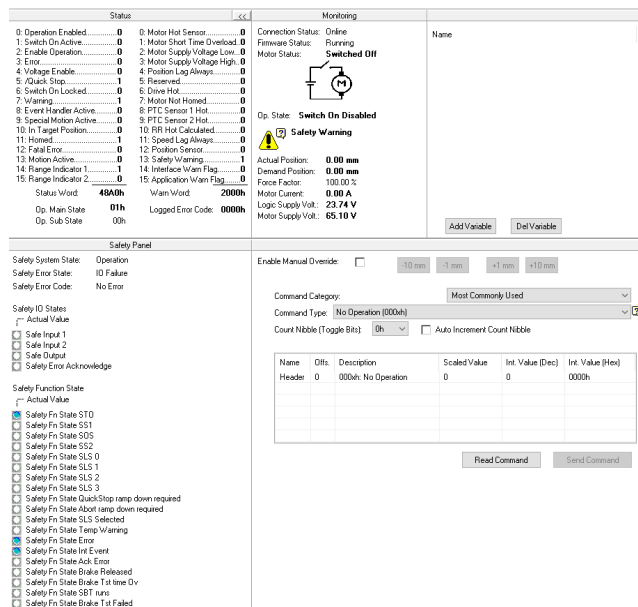 Status
<<
0: Operation Enabled..............0
1: Switch On Active...............0
2: Enable Operation...............0
3: Error..............................0
4: Voltage Enable.................0
5: /Quick Stop.....................1
6: Switch On Locked.............0
7: Warning.........................1
8: Event Handler Active.........0
9: Special Motion Active........0
10: In Target Position............0
11: Homed..........................1
12: Fatal Error.....................0
13: Motion Active.................0
14: Range Indicator 1............1
15: Range Indicator 2............0
Status Word: 48A0h
Op. Main State 01h
Op. Sub State 00h
0: Motor Hot Sensor..............0
1: Motor Short Time Overload..0
2: Motor Supply Voltage Low..0
3: Motor Supply Voltage High..0
4: Position Lag Always...........0
5: Reserved........................0
6: Drive Hot........................0
7: Motor Not Homed.............0
8: PTC Sensor 1 Hot.............0
9: PTC Sensor 2 Hot.............0
10: RR Hot Calculated...........0
11: Speed Lag Always...........0
12: Position Sensor..............0
13: Safety Warning...............1
14: Interface Warn Flag.........0
15: Application Warn Flag......0
Warn Word: 2000h
Logged Error Code: 0000h
Monitoring
Connection Status: Online
Firmware Status: Running
Motor Status: Switched Off
M
Op. State: Switch On Disabled
Safety Warning
Actual Position: 0.00 mm
Demand Position: 0.00 mm
Force Factor: 100.00 %
Motor Current: 0.00 A
Logic Supply Volt.: 23.74 V
Motor Supply Volt.: 65.10 V
Name
Add Variable Del Variable
Safety Panel
Safety System State: Operation
Safety Error State: IO Failure
Safety Error Code: No Error
Safety IO States
Actual Value
Safe Input 1
Safe Input 2
Safe Output
Safety Error Acknowledge
Safety Function State
Actual Value
Safety Fn State STO
Safety Fn State SS1
Safety Fn State SOS
Safety Fn State SS2
Safety Fn State SLS 0
Safety Fn State SLS 1
Safety Fn State SLS 2
Safety Fn State SLS 3
Safety Fn State QuickStop ramp down required
Safety Fn State Abort ramp down required
Safety Fn State SLS Selected
Safety Fn State Temp Warning
Safety Fn State Error
Safety Fn State Int Event
Safety Fn State Ack Error
Safety Fn State Brake Released
Safety Fn State Brake Tst time Ov
Safety Fn State SBT runs
Safety Fn State Brake Tst Failed
Enable Manual Override: -10 mm -1 mm +1 mm +10 mm
Command Category: Most Commonly Used
Command Type: No Operation (000xh)
Count Nibble (Toggle Bits): 0h Auto Increment Count Nibble
Name Offs. Description Scaled Value Int. Value (Dec) Int. Value (Hex)
Header 0 000xh: No Operation 0 0 0000h
Read Command Send Command